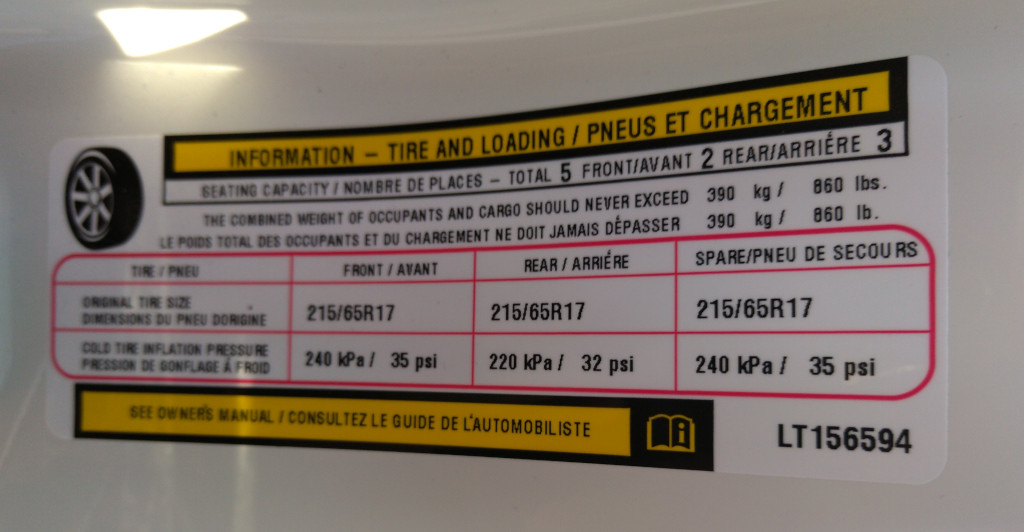 INFORMATION – TIRE AND LOADING / PNEUS ET CHARGEMENT
SEATING CAPACITY / NOMBRE DE PLACES – TOTAL 5 FRONT/AVANT 2 REAR/ARRIÉRE 3
THE COMBINED WEIGHT OF OCCUPANTS AND CARGO SHOULD NEVER EXCEED 390 kg / 860 lbs.
LE POIDS TOTAL DES OCCUPANTS ET DU CHARGEMENT NE DOIT JAMAIS DÉPASSER 390 kg / 860 lb.
TIRE / PNEU FRONT / AVANT REAR / ARRIÉRE SPARE/PNEU DE SECOURS
ORIGINAL TIRE SIZE
DIMENSIONS DU PNEU DORIGINE 215/65R17 215/65R17 215/65R17
COLD TIRE INFLATION PRESSURE
PRESSION DE GONFLAGE À FROID 240 kPa / 35 psi 220 kPa / 32 psi 240 kPa / 35 psi
SEE OWNER'S MANUAL / CONSULTEZ LE GUIDE DE L'AUTOMOBILISTE
LT156594